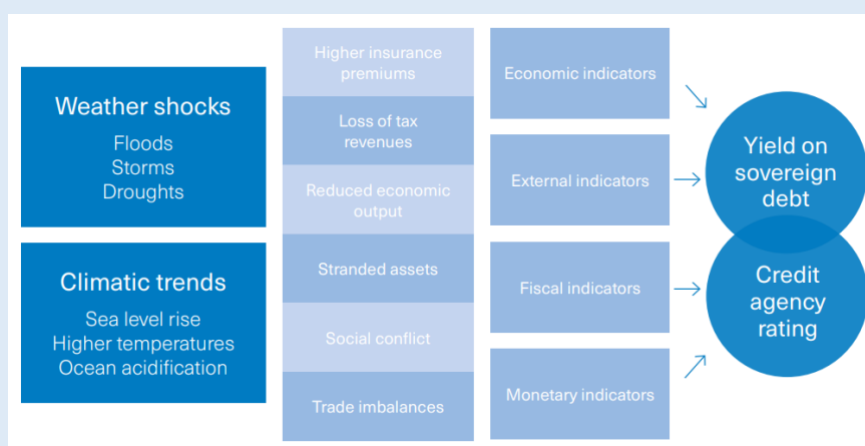 Weather shocks
Floods
Storms
Droughts
Climatic trends
Sea level rise
Higher temperatures
Ocean acidification
Higher insurance
premiums
Loss of tax
revenues
Reduced economic
output
Stranded assets
Social conflict
Trade imbalances
Economic indicators
External indicators
Fiscal indicators
Monetary indicators
Yield on
sovereign
debt
Credit
agency
rating